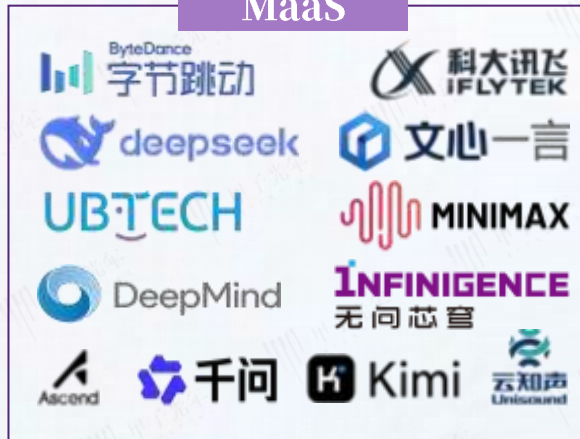 MaaS
ByteDance
字节跳动
科大讯飞
iFLYTEK
deepseek
文心一言
UBTECH
MINIMAX
DeepMind
1NFINIGENCE
无问芯穹
Ascend
千问
Kimi
云知声
Unisound